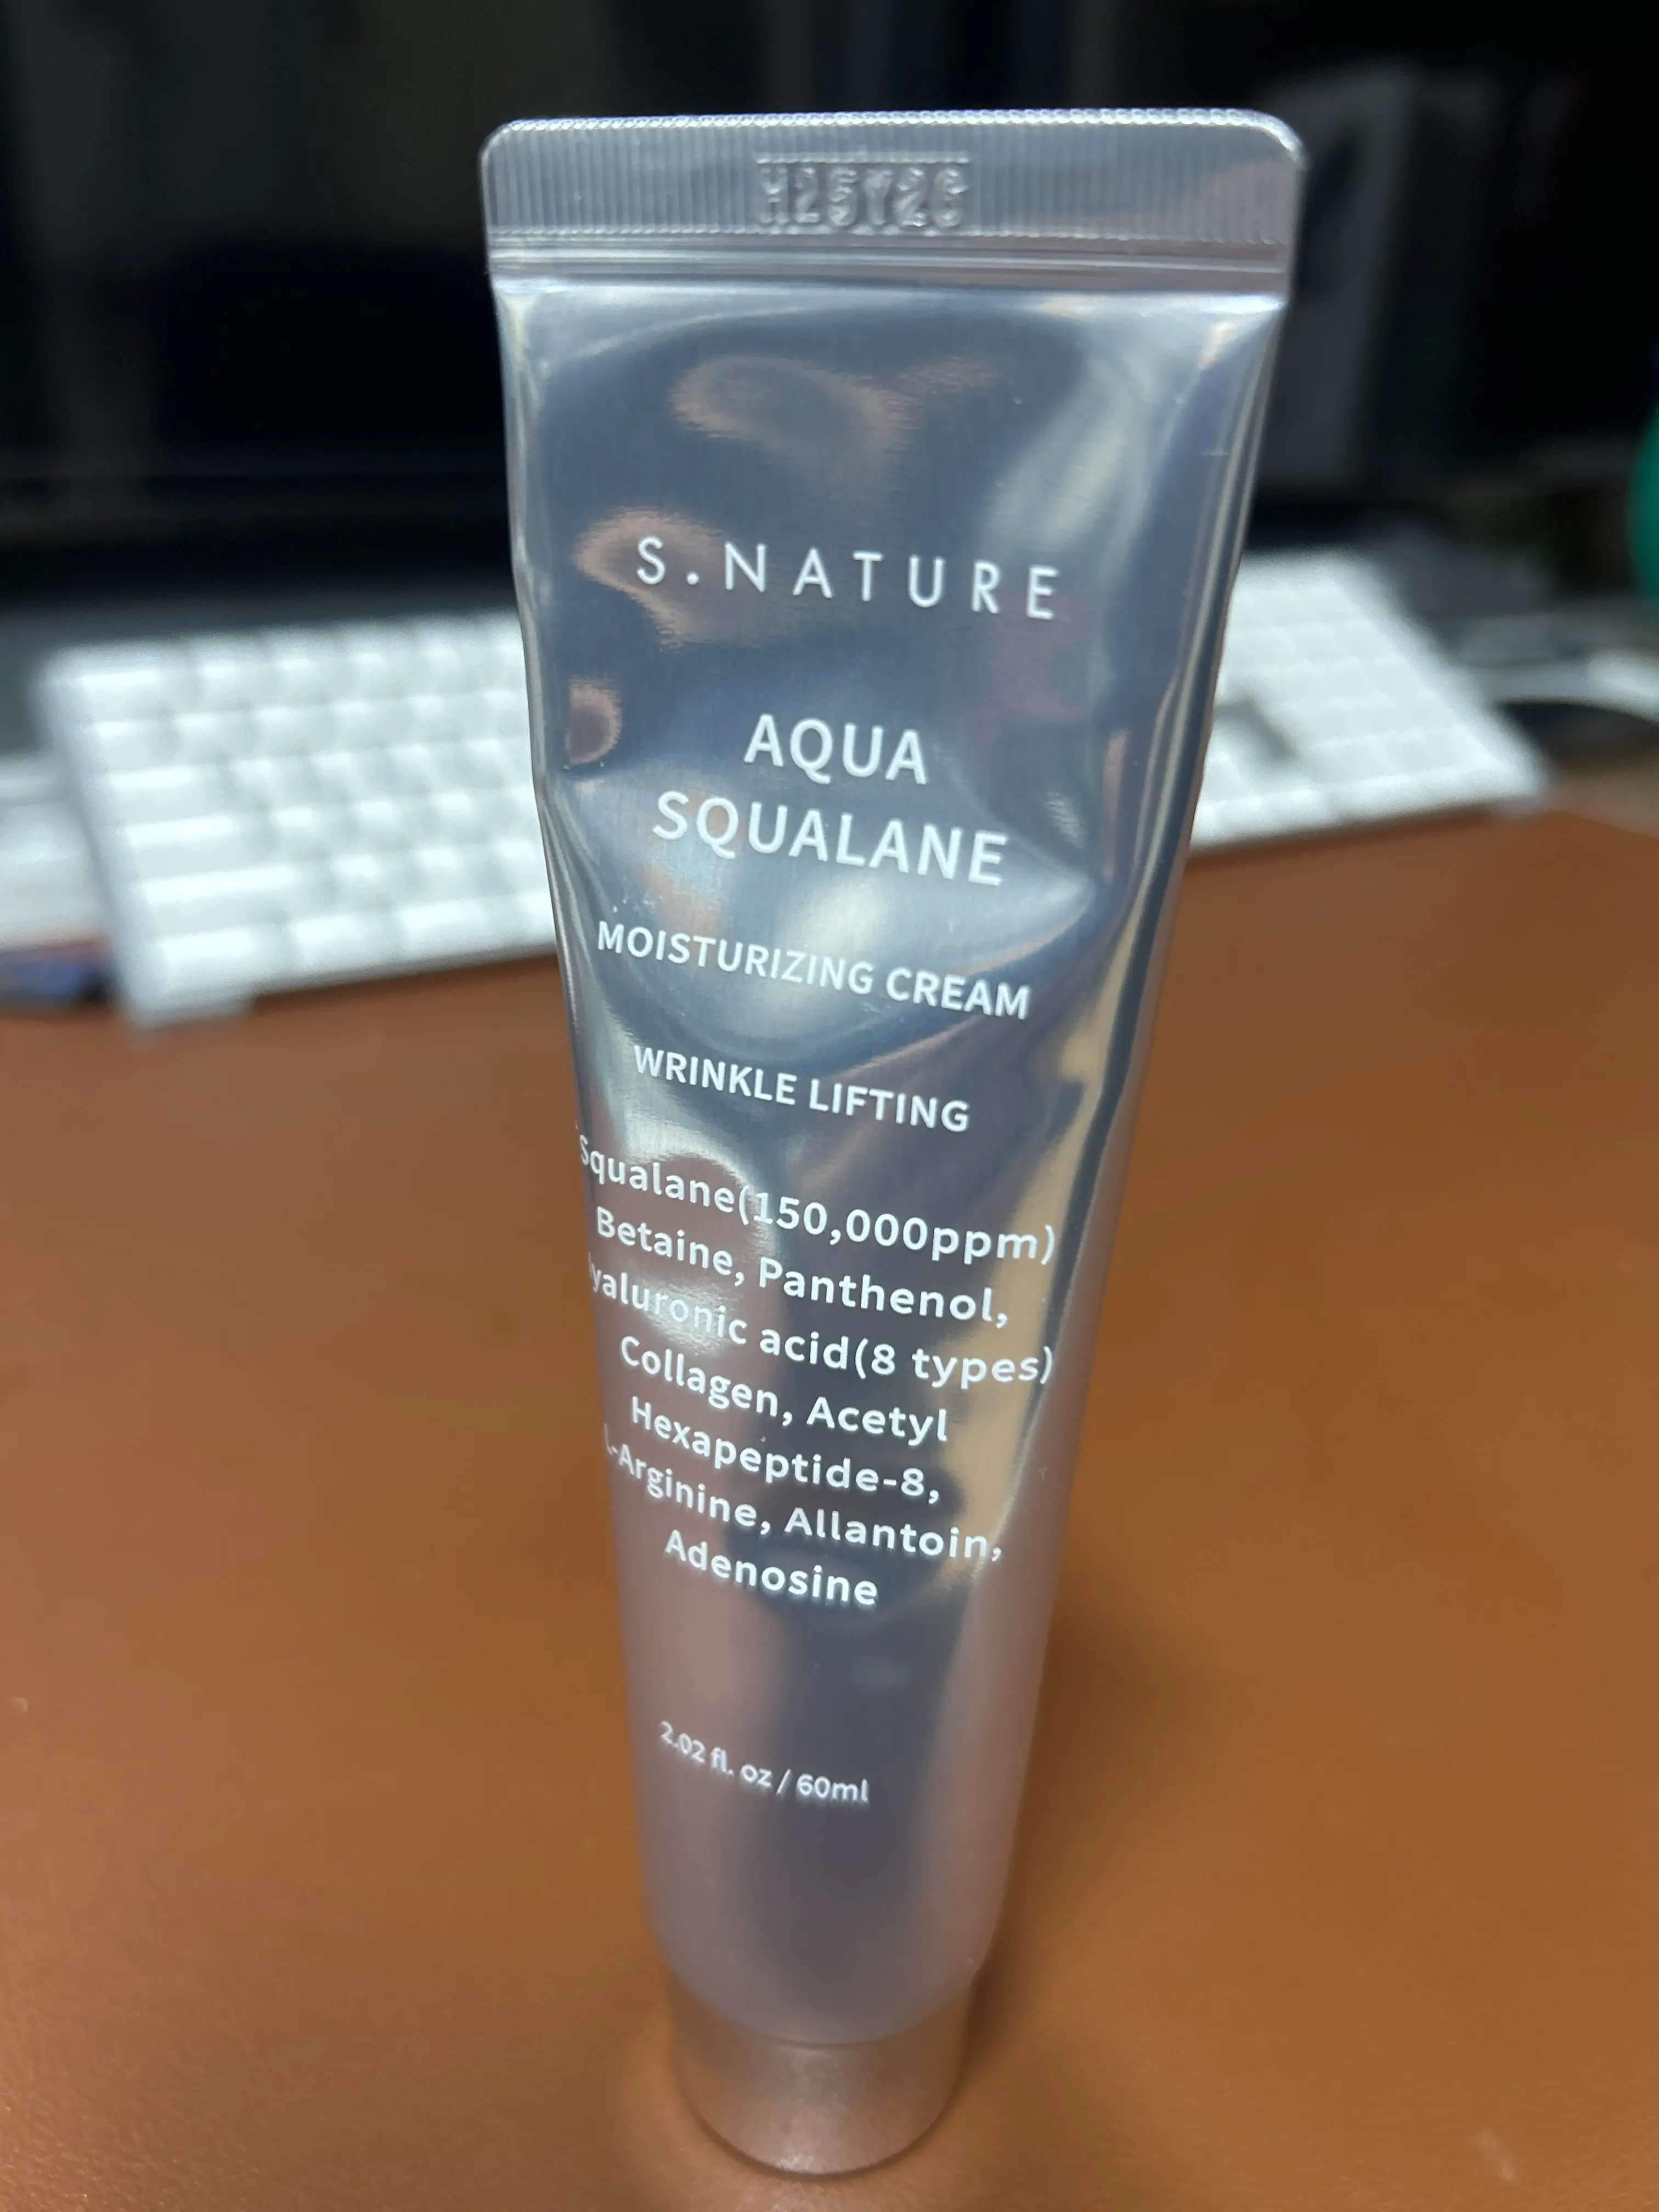 S.NATURE
AQUA
SQUALANE
MOISTURIZING CREAM
WRINKLE LIFTING
Squalane(150,000ppm)
Betaine, Panthenol,
yaluronic acid(8 types)
Collagen, Acetyl
Hexapeptide-8,
l-Arginine, Allantoin,
Adenosine
2.02 fl. oz / 60ml